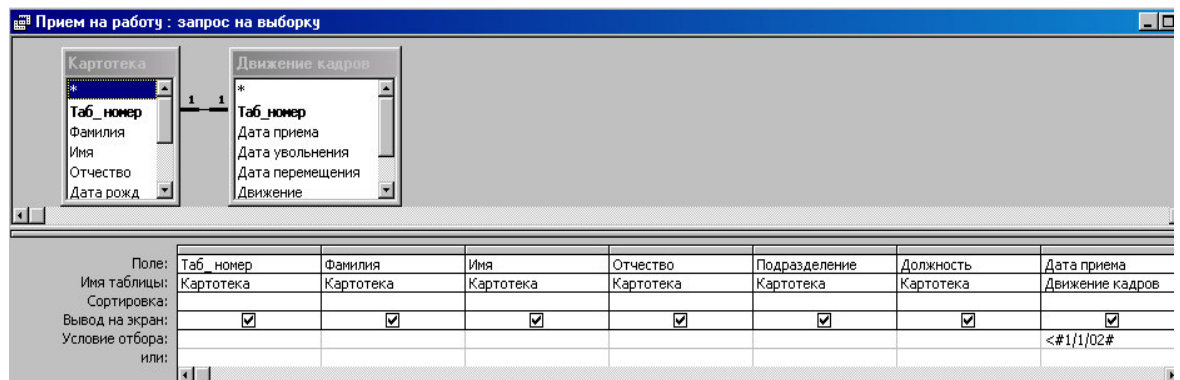 Прием на работу : запрос на выборку
Картотека
*
Таб_номер
Фамилия
Имя
Отчество
Дата рожд
1 1
Движение кадров
*
Таб_номер
Дата приема
Дата увольнения
Дата перемещения
Движение
Поле: Таб_номер Фамилия Имя Отчество Подразделение Должность Дата приема
Имя таблицы: Картотека Картотека Картотека Картотека Картотека Картотека Движение кадров
Сортировка:
Вывод на экран:
Условие отбора: <#1/1/02#
или: